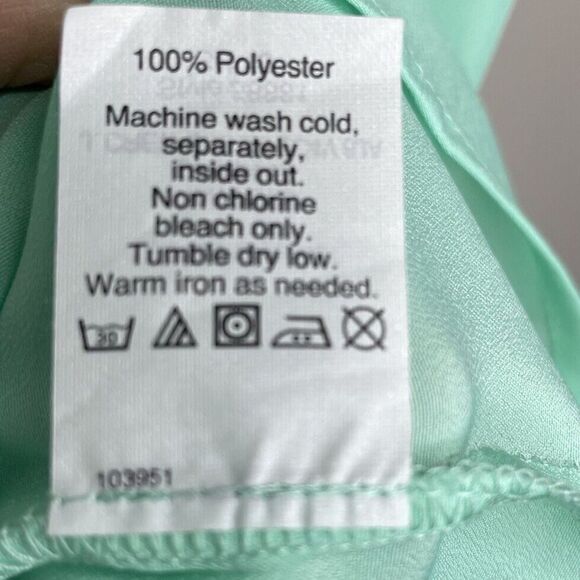 100% Polyester
Machine wash cold,
separately,
inside out.
Non chlorine
bleach only.
Tumble dry low.
Warm iron as needed.
30
103951